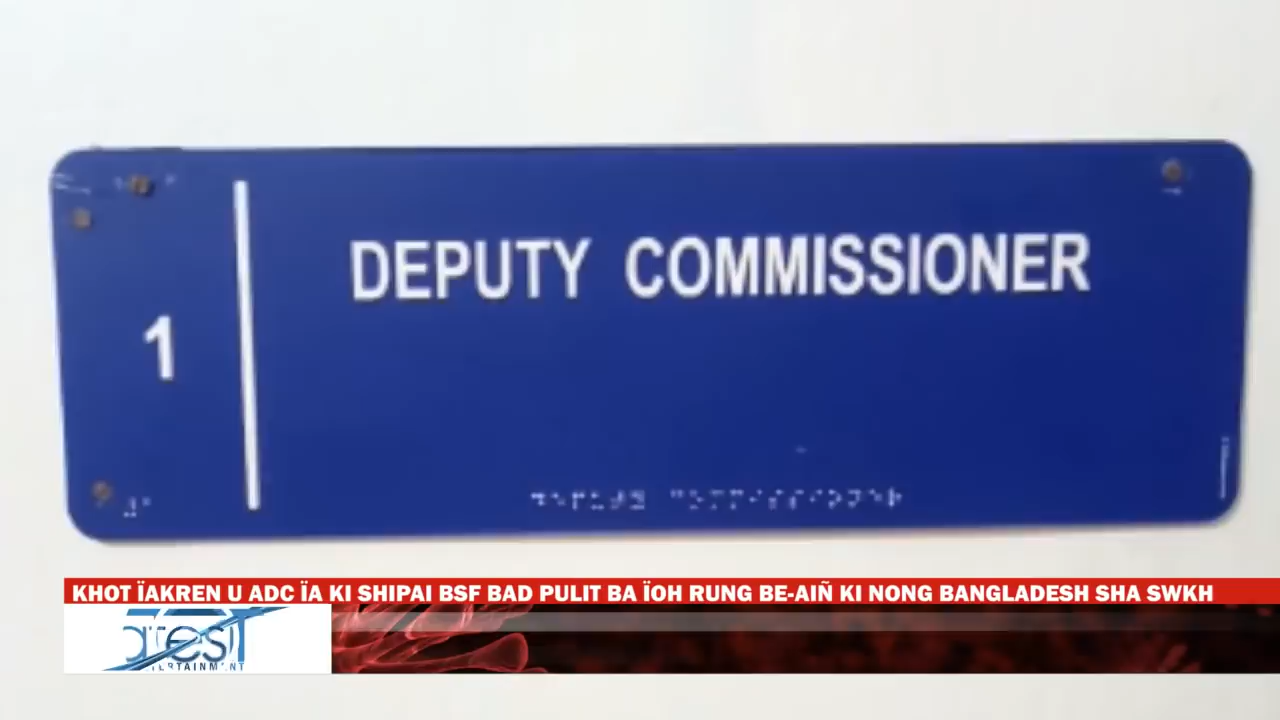 DEPUTY COMMISSIONER
1
KHOT ÏAKREN U ADC ÏA KI SHIPAI BSF BAD PULIT BA ÏOH RUNG BE-AIÑ KI NONG BANGLADESH SHA SWKH